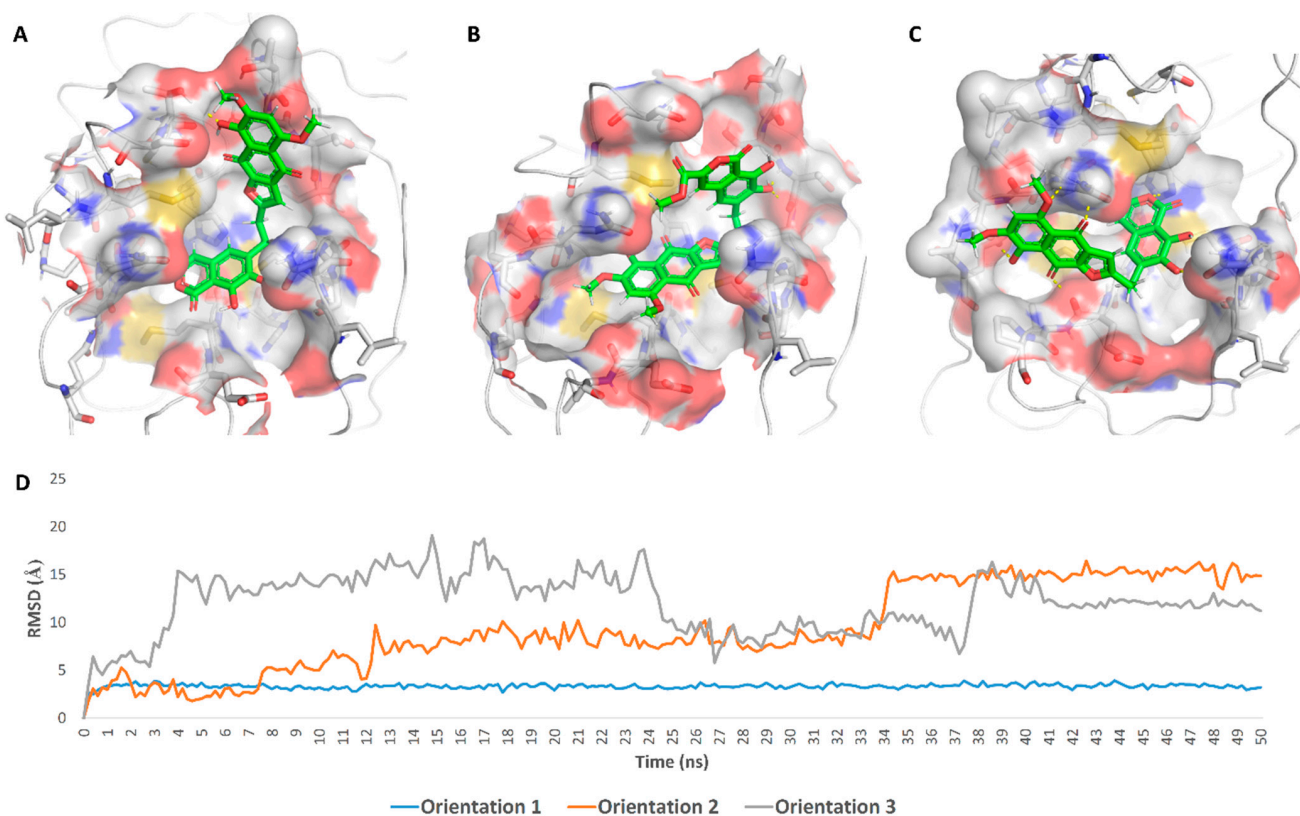 A
B
C
D
25
20
15
10
5
0
RMSD (Å)
0 1 2 3 4 5 6 7 8 9 10 11 12 13 14 15 16 17 18 19 20 21 22 23 24 25 26 27 28 29 30 31 32 33 34 35 36 37 38 39 40 41 42 43 44 45 46 47 48 49 50
Time (ns)
Orientation 1 Orientation 2 Orientation 3